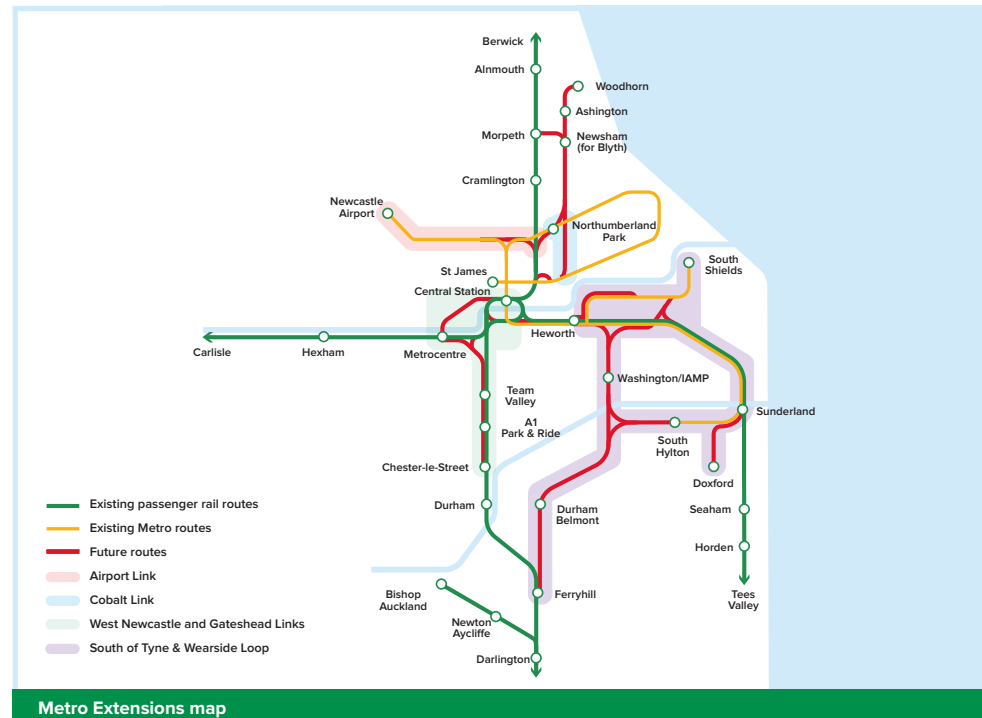 Berwick
Alnmouth
Woodhorn
Ashington
Morpeth
Newsham
(for Blyth)
Cramlington
Newcastle
Airport
Northumberland
Park
St James
South
Shields
Central Station
Heworth
Carlisle
Hexham
Metrocentre
Washington/IAMP
Team
Valley
Sunderland
A1
Park & Ride
South
Hylton
Chester-le-Street
Doxford
Existing passenger rail routes
Durham
Durham
Belmont
Seaham
Existing Metro routes
Future routes
Horden
Airport Link
Bishop
Auckland
Ferryhill
Tees
Valley
Cobalt Link
West Newcastle and Gateshead Links
Newton
Aycliffe
South of Tyne & Wearside Loop
Darlington
Metro Extensions map